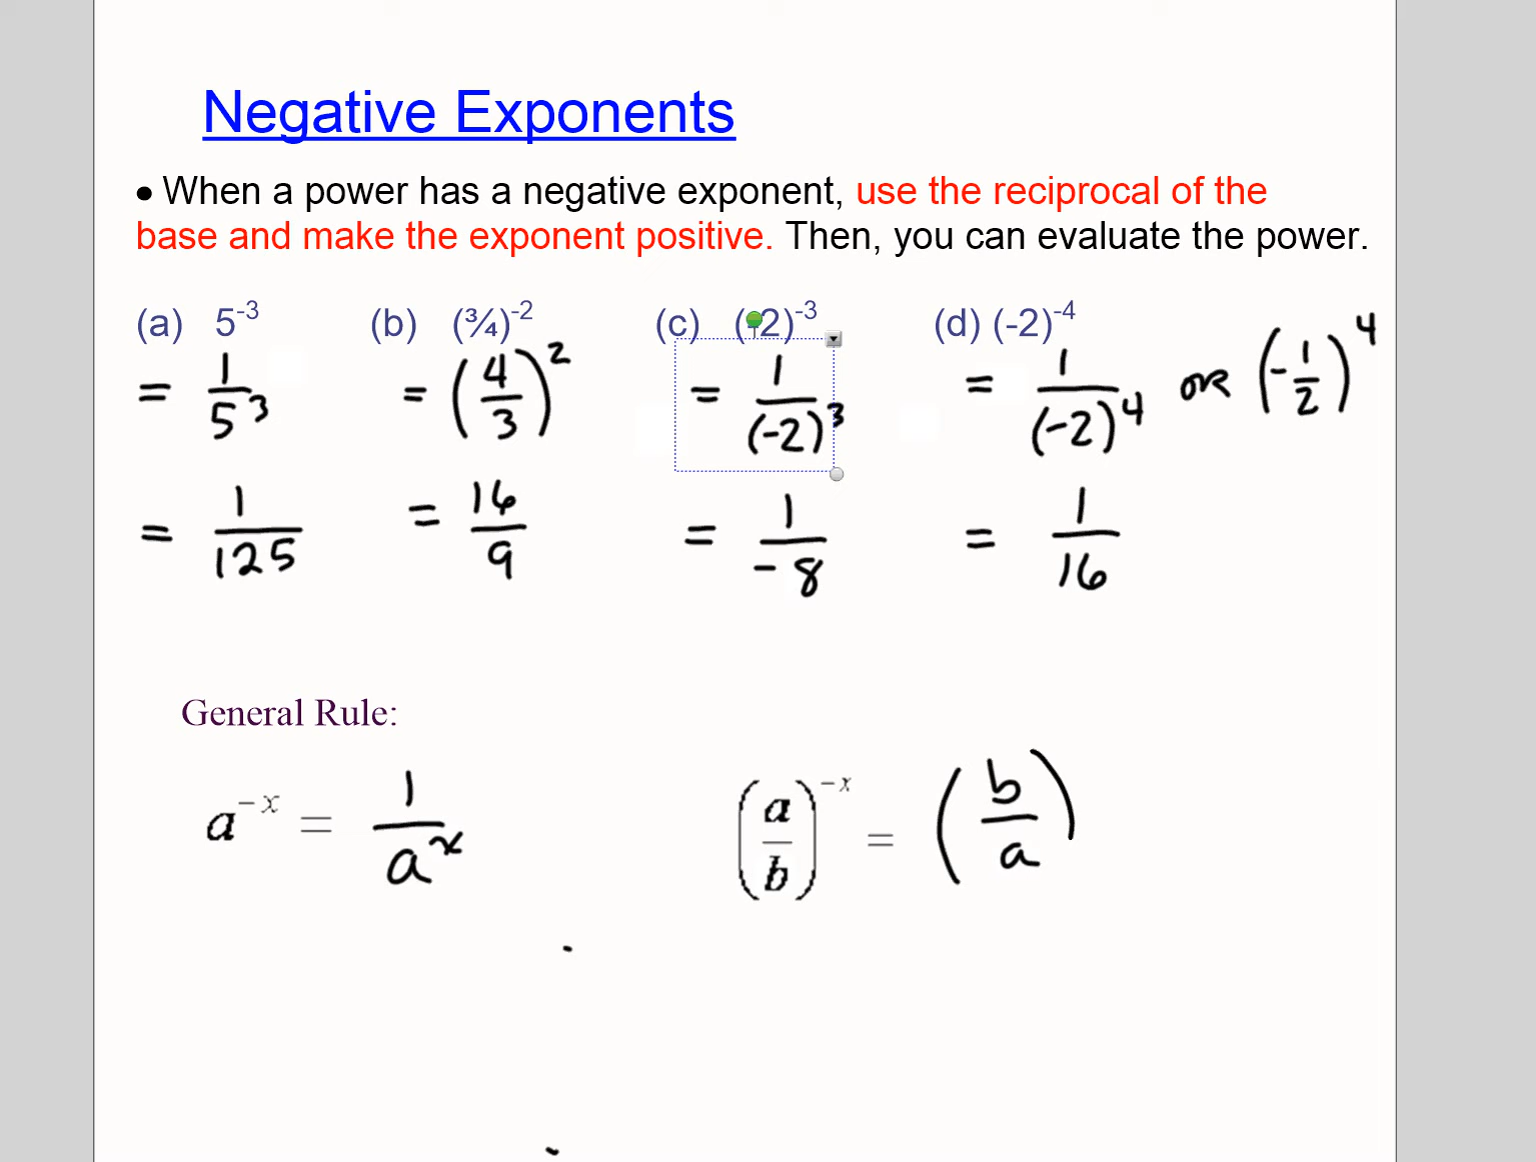 Negative Exponents
• When a power has a negative exponent, use the reciprocal of the
base and make the exponent positive. Then, you can evaluate the power.
(a) 5^-3 (b) (¾)^-2 (c) (-2)^-3 (d) (-2)^-4
= 1/5^3 = (4/3)^2 = 1/(-2)^3 = 1/(-2)^4 or (-1/2)^4
= 1/125 = 16/9 = 1/-8 = 1/16
General Rule:
a^-x = 1/a^x (a/b)^-x = (b/a)